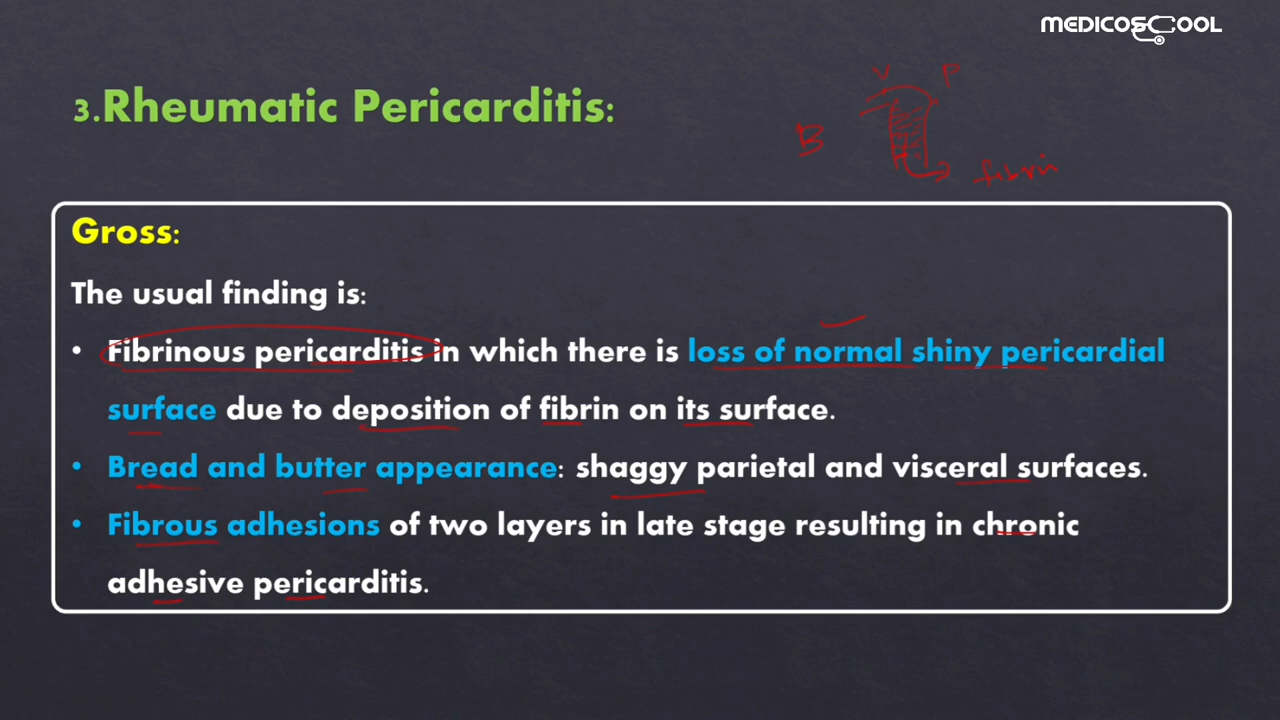 MEDICOSCOOL
3.Rheumatic Pericarditis:
V P
B
fibrin
Gross:
The usual finding is:
• Fibrinous pericarditis in which there is loss of normal shiny pericardial
surface due to deposition of fibrin on its surface.
• Bread and butter appearance: shaggy parietal and visceral surfaces.
• Fibrous adhesions of two layers in late stage resulting in chronic
adhesive pericarditis.